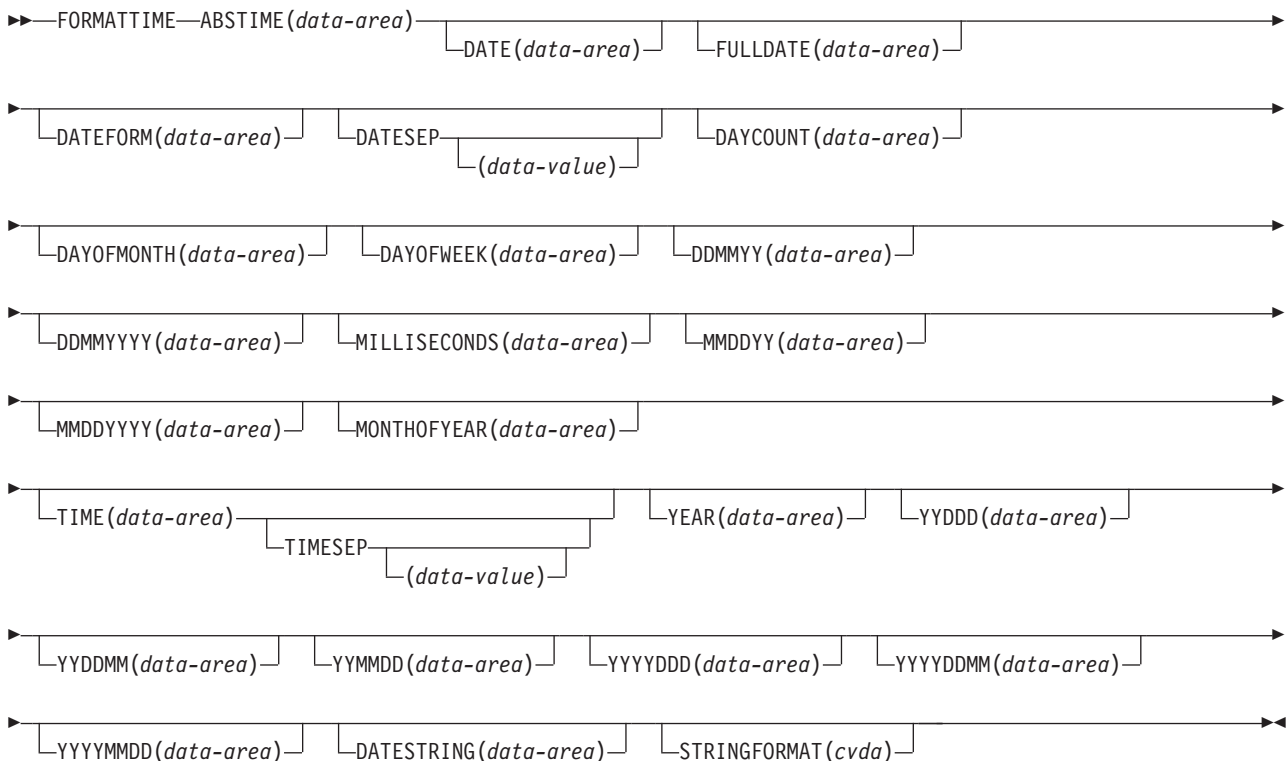 FORMATTIME ABSTIME(data-area) DATE(data-area) FULLDATE(data-area)
DATEFORM(data-area) DATESEP (data-value) DAYCOUNT(data-area)
DAYOFMONTH(data-area) DAYOFWEEK(data-area) DDMMYY(data-area)
DDMMYYYY(data-area) MILLISECONDS(data-area) MMDDYY(data-area)
MMDDYYYY(data-area) MONTHOFYEAR(data-area)
TIME(data-area) TIMESEP (data-value) YEAR(data-area) YYDDD(data-area)
YYDDMM(data-area) YYMMDD(data-area) YYYYDDD(data-area) YYYYDDMM(data-area)
YYYYMMDD(data-area) DATESTRING(data-area) STRINGFORMAT(cvda)